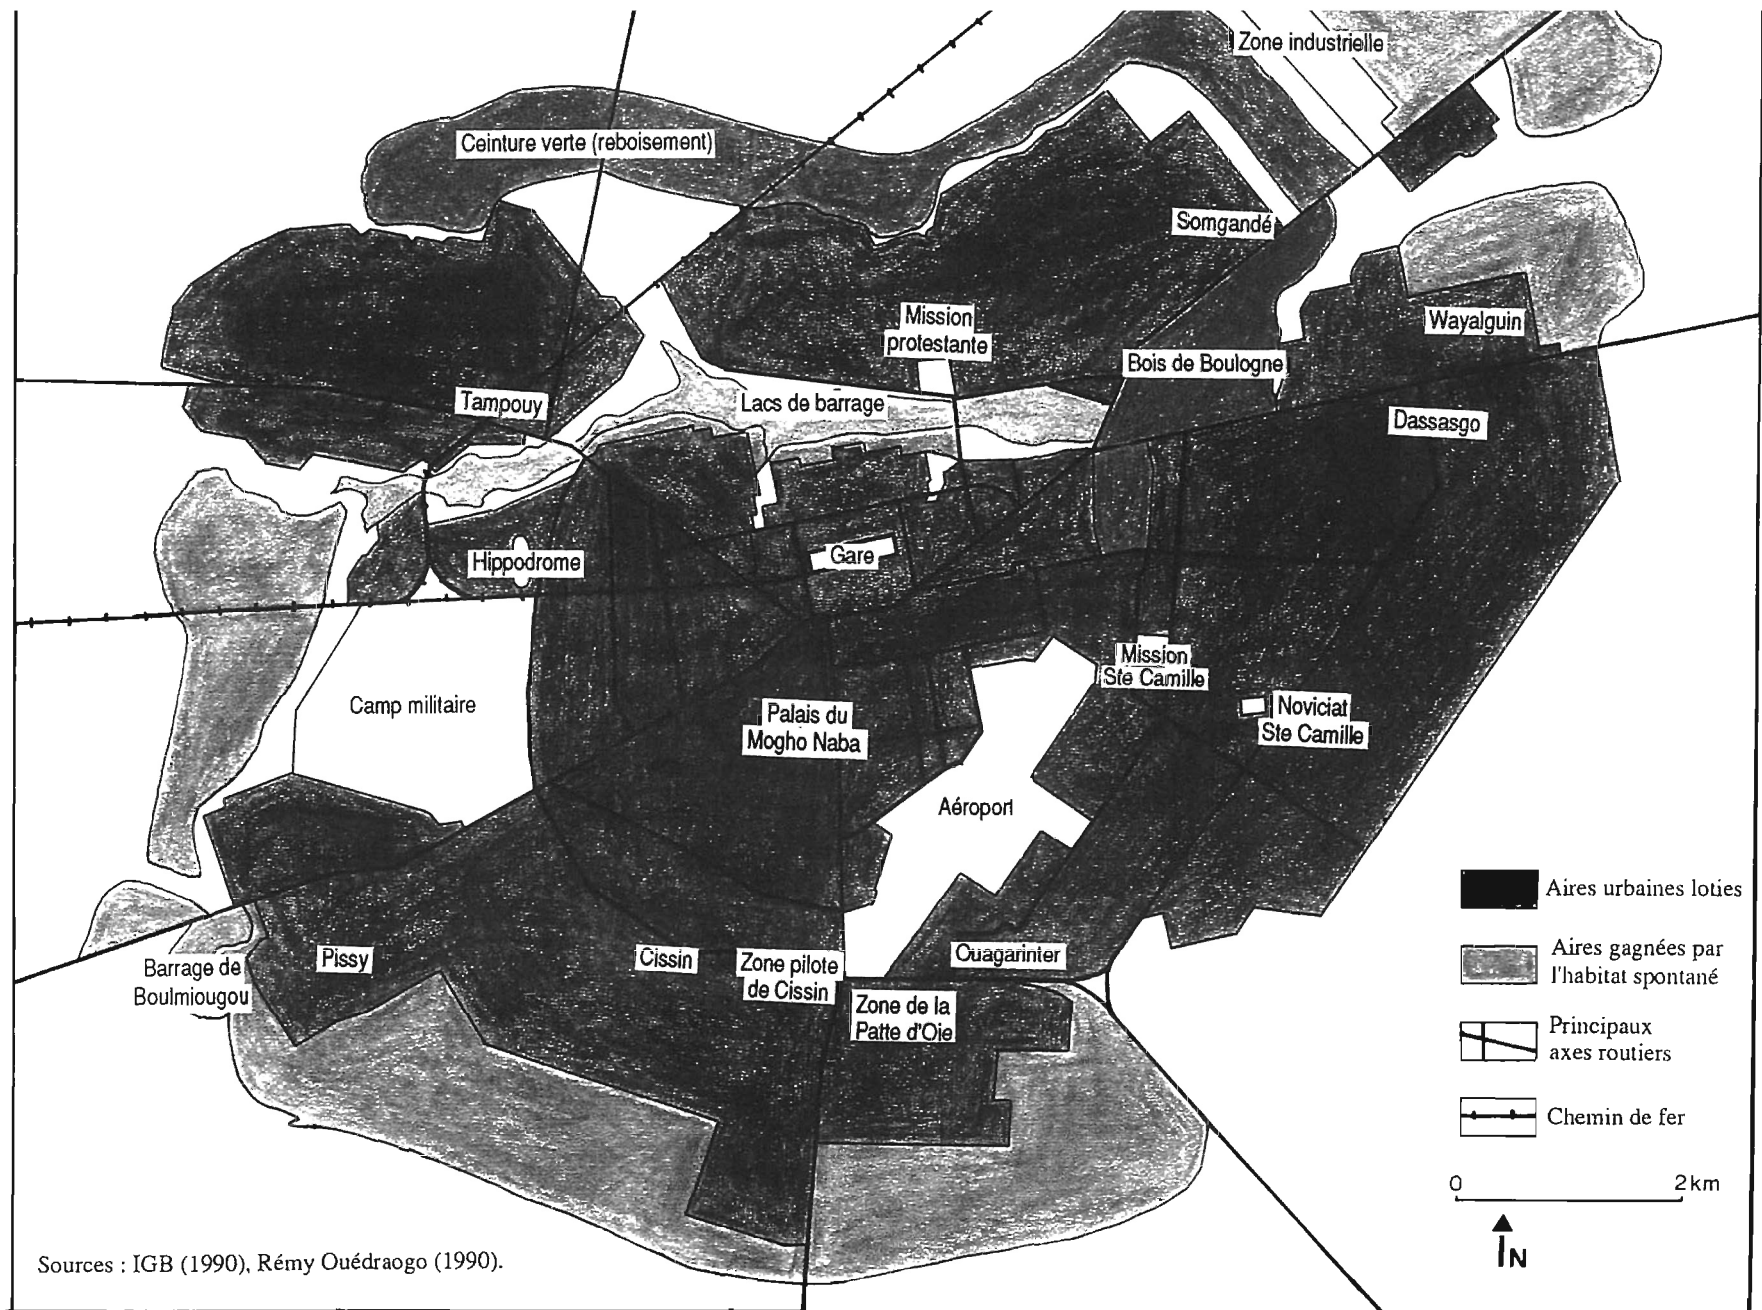 Zone industrielle
Ceinture verte (reboisement)
Somgandé
Mission
protestante
Wayalguin
Bois de Boulogne
Tampouy
Lacs de barrage
Dassasgo
Hippodrome
Gare
Mission
Ste Camille
Camp militaire
Palais du
Mogho Naba
Noviciat
Ste Camille
Aéroport
Aires urbaines loties
Aires gagnées par
l'habitat spontané
Barrage de
Boulmiougou
Pissy
Cissin
Zone pilote
de Cissin
Ouagarinter
Zone de la
Patte d'Oie
Principaux
axes routiers
Chemin de fer
0 2 km
N
Sources : IGB (1990), Rémy Ouédraogo (1990).